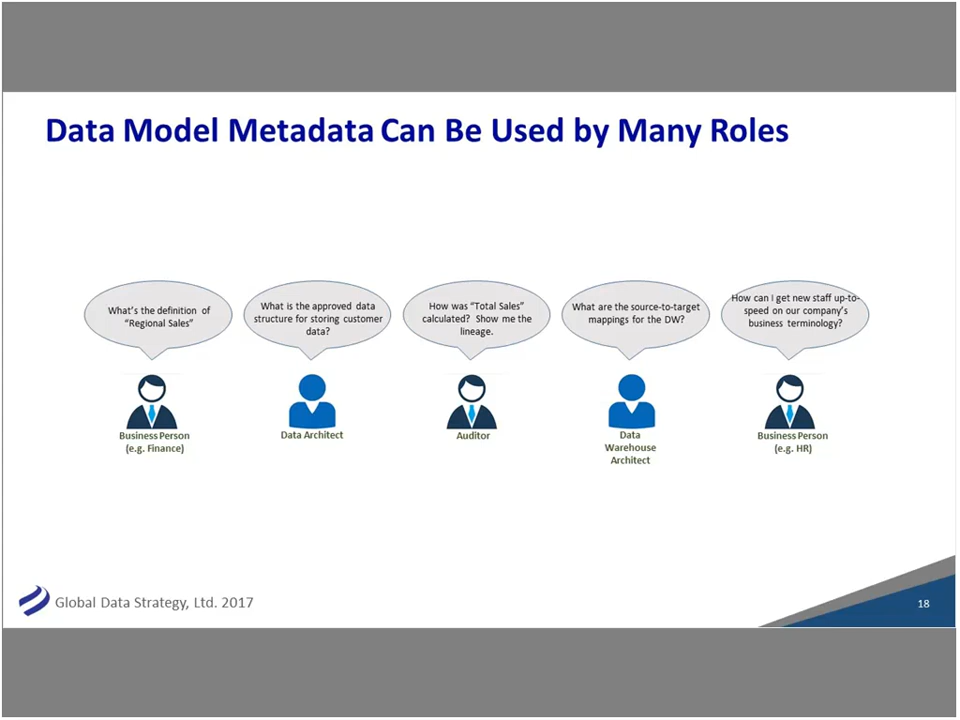 Data Model Metadata Can Be Used by Many Roles
What's the definition of
"Regional Sales"
What is the approved data
structure for storing customer
data?
How was "Total Sales"
calculated? Show me the
lineage.
What are the source-to-target
mappings for the DW?
How can I get new staff up-to-
speed on our company's
business terminology?
Business Person
(e.g. Finance)
Data Architect
Auditor
Data
Warehouse
Architect
Business Person
(e.g. HR)
Global Data Strategy, Ltd. 2017
18